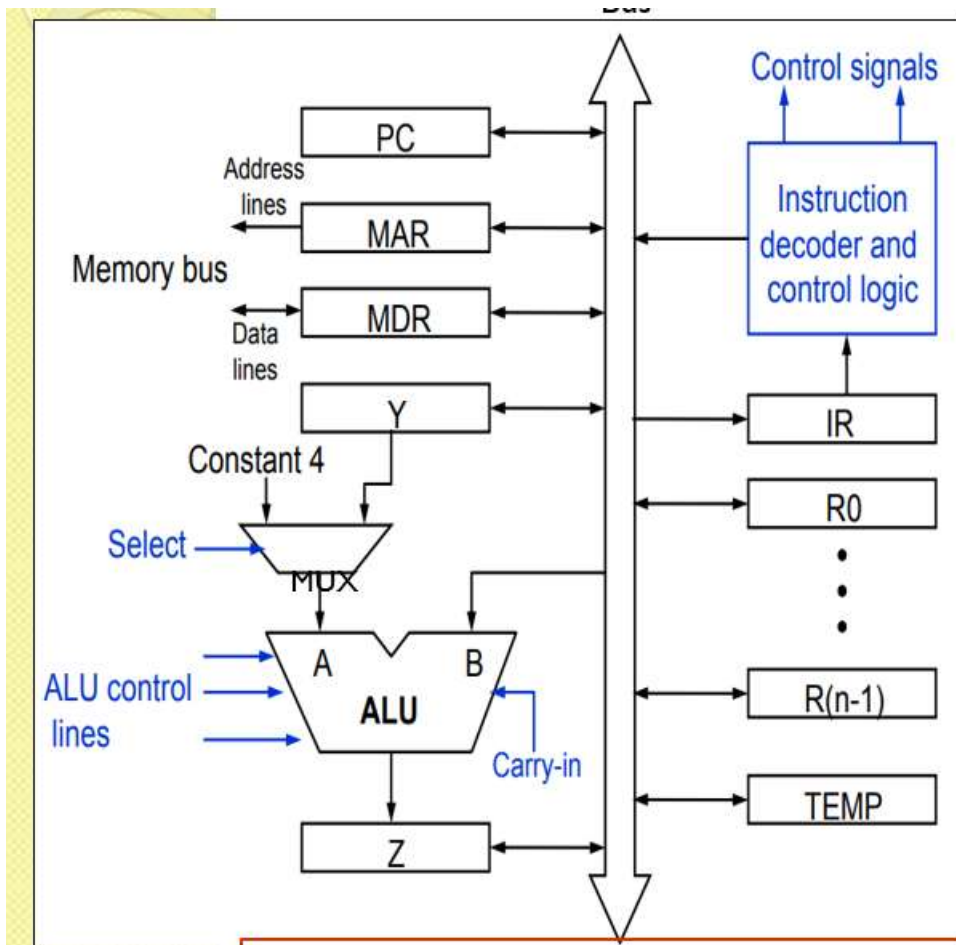 Bus
Control signals
PC
Address
lines
MAR
Memory bus
MDR
Data
lines
Y
Constant 4
Select
MUX
A
B
ALU control
lines
ALU
Carry-in
Z
Instruction
decoder and
control logic
IR
R0
R(n-1)
TEMP